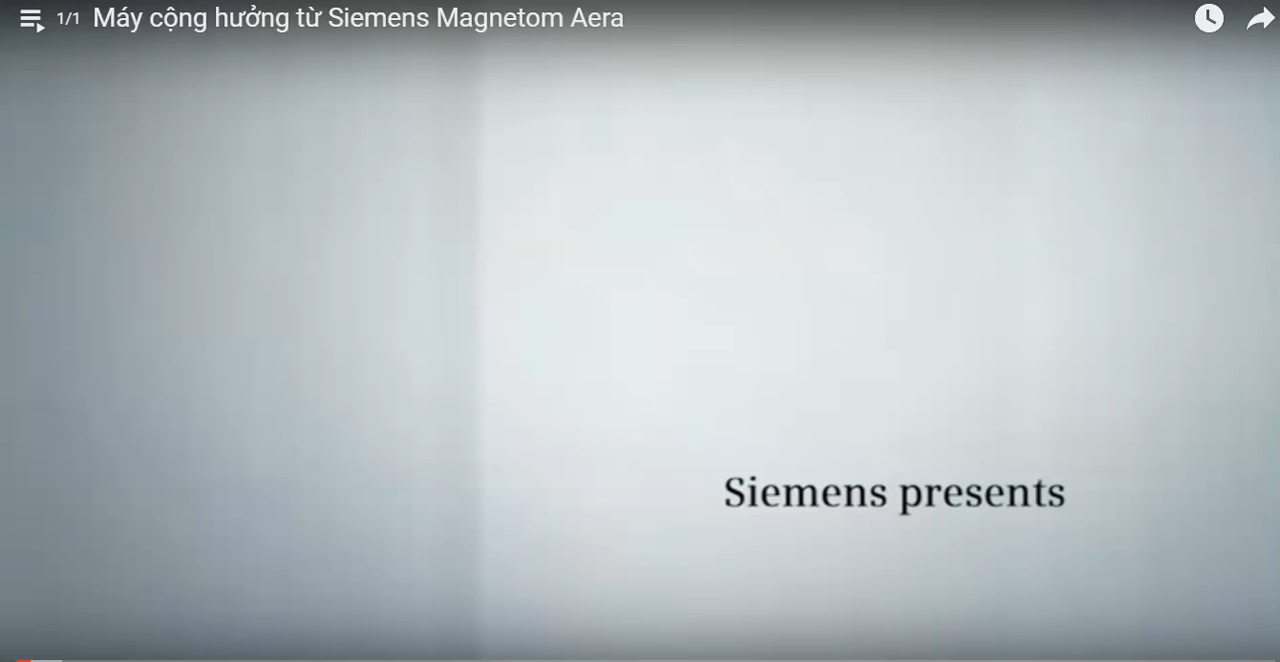 1/1 Máy cộng hưởng từ Siemens Magnetom Aera
Siemens presents